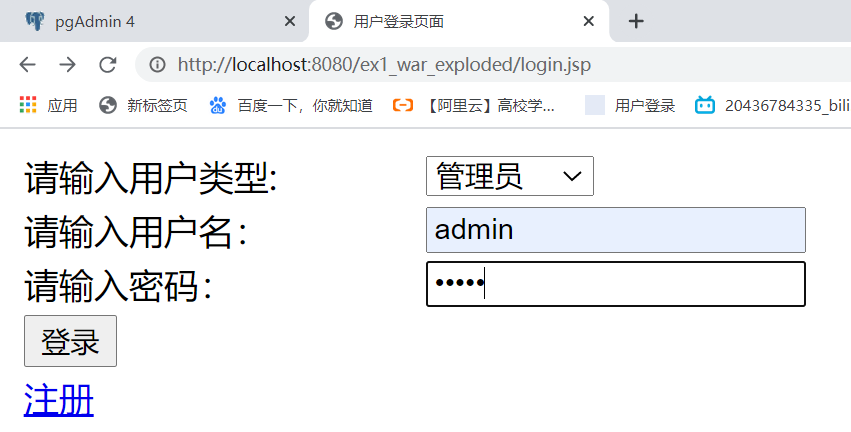 pgAdmin 4
用户登录页面
http://localhost:8080/ex1_war_exploded/login.jsp
应用 新标签页 百度一下，你就知道 【阿里云】高校学... 用户登录 20436784335_bili
请输入用户类型: 管理员
请输入用户名： admin
请输入密码： •••••
登录
注册